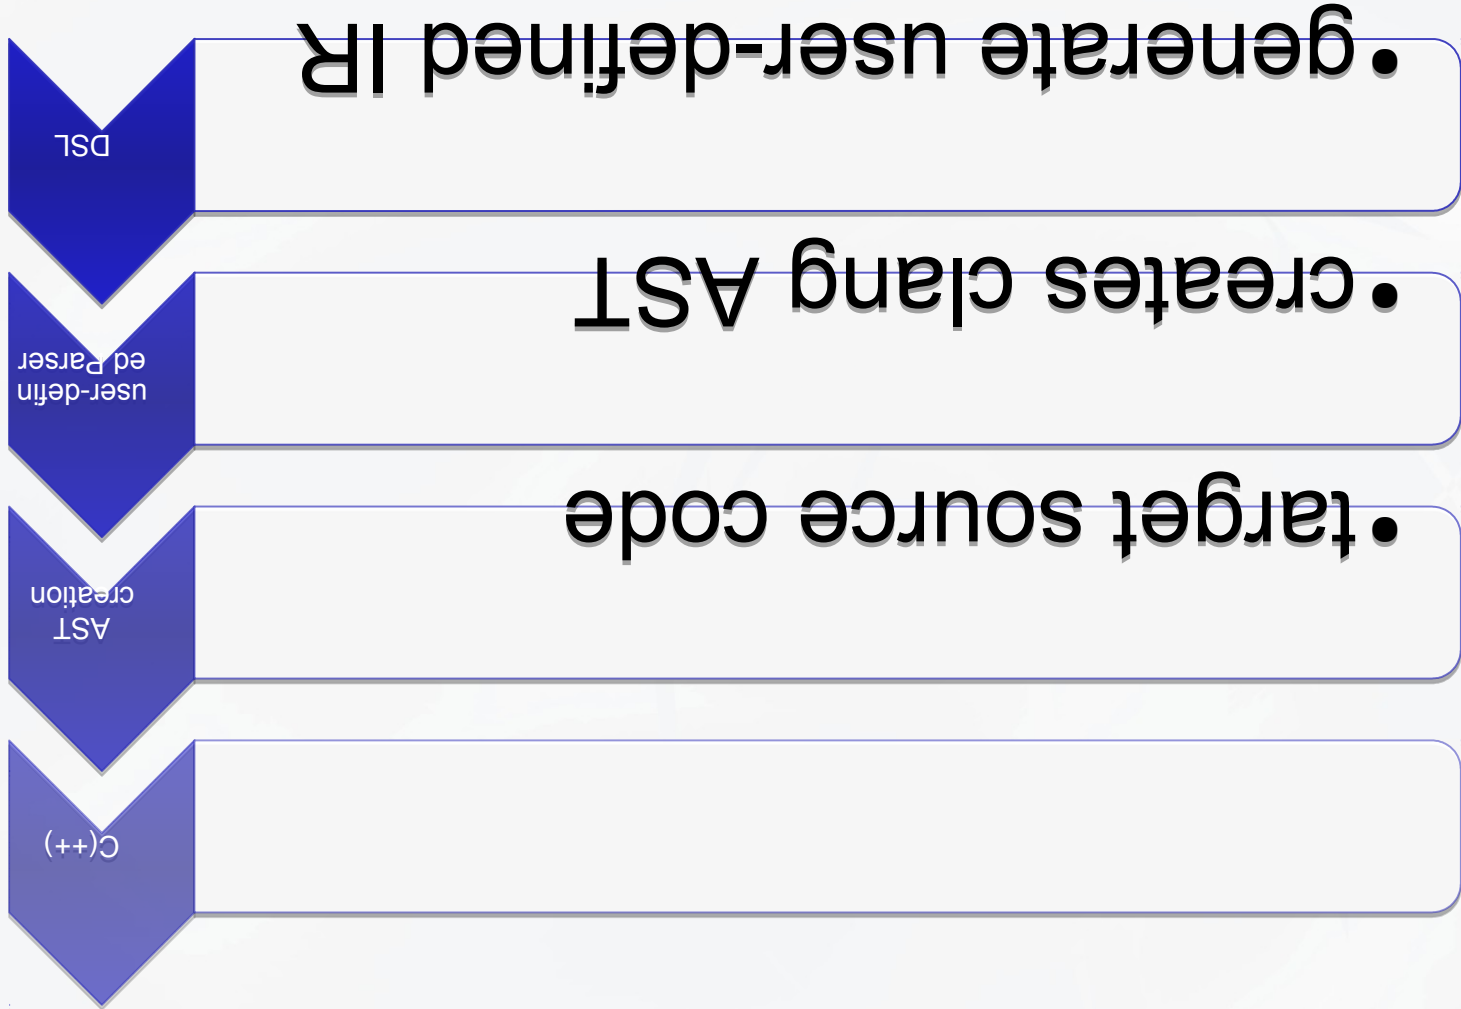 DSL
• generate user-defined IR
user-defin
ed Parser
• creates clang AST
AST
creation
• target source code
C(++)